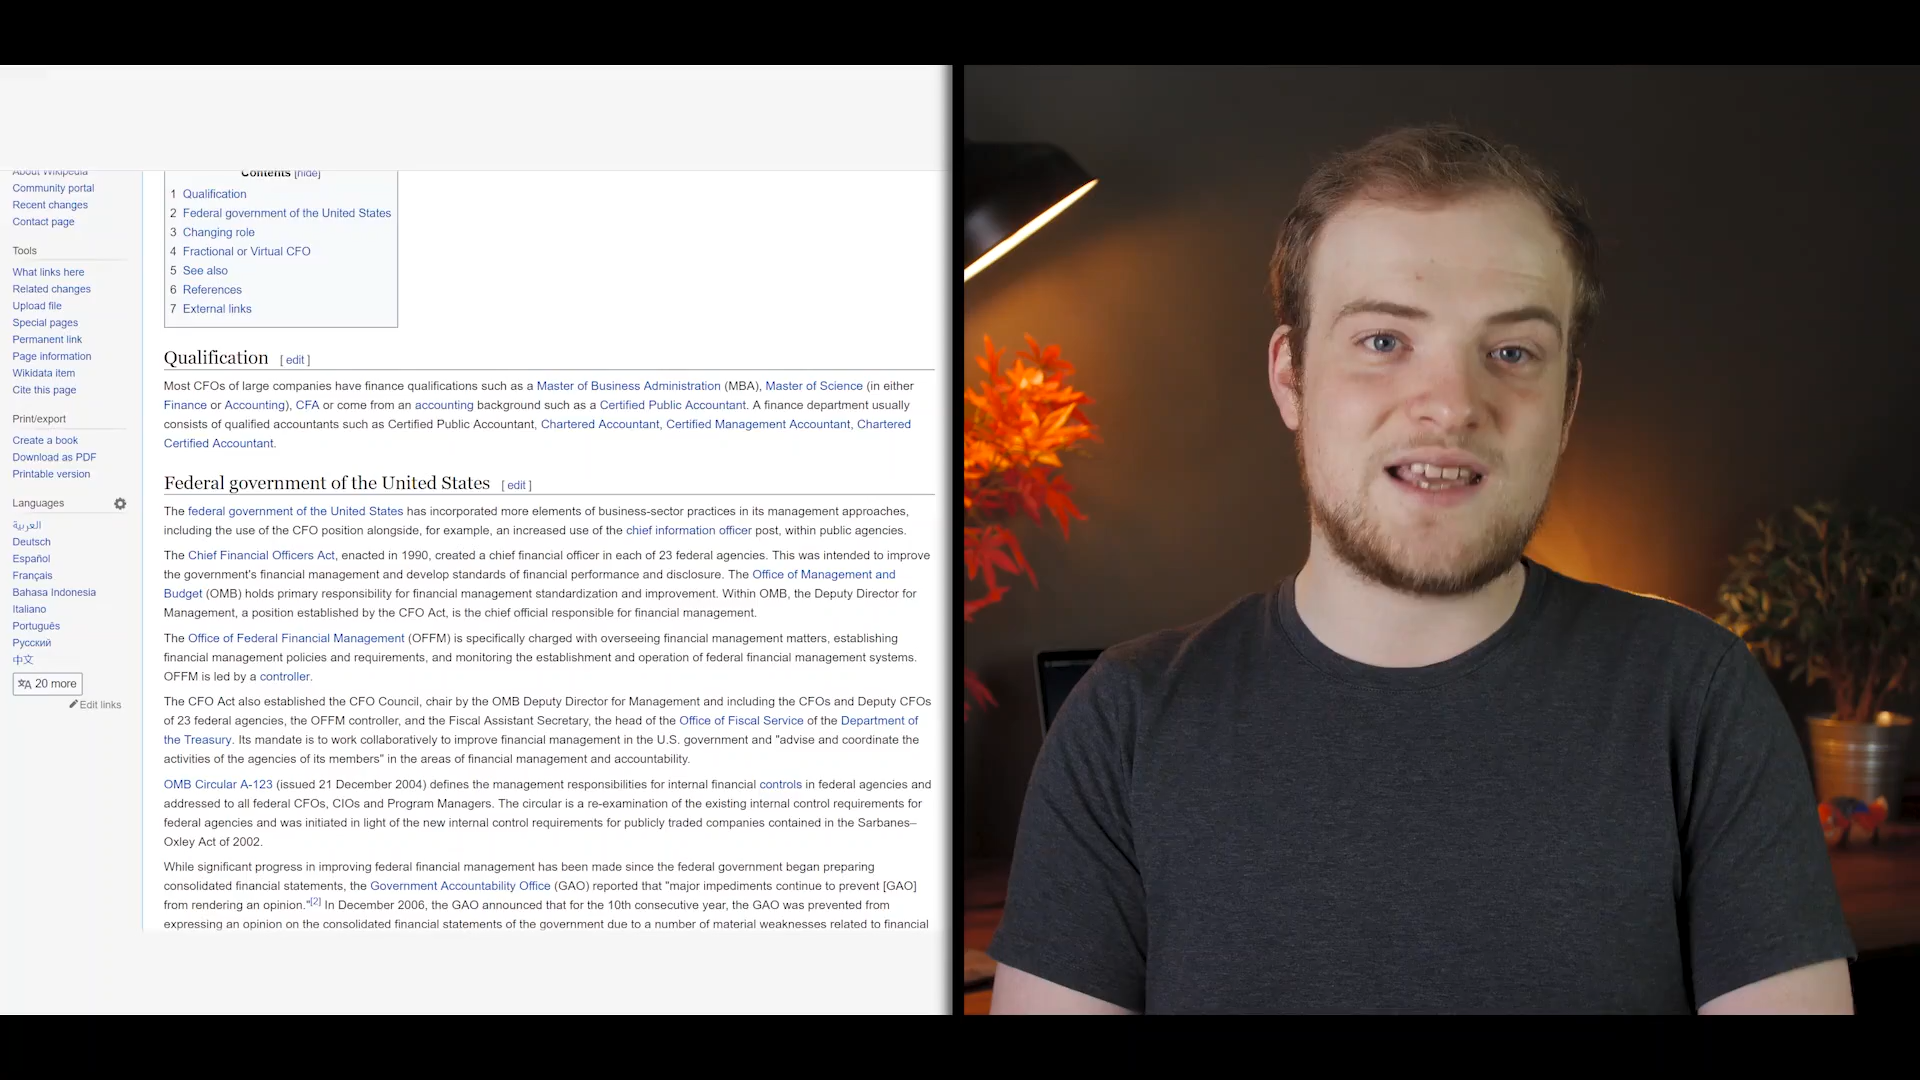 About Wikipedia
Community portal
Recent changes
Contact page
Tools
What links here
Related changes
Upload file
Special pages
Permanent link
Page information
Wikidata item
Cite this page
Print/export
Create a book
Download as PDF
Printable version
Languages
العربية
Deutsch
Español
Français
Bahasa Indonesia
Italiano
Português
Русский
中文
20 more
Edit links
Contents [hide]
1 Qualification
2 Federal government of the United States
3 Changing role
4 Fractional or Virtual CFO
5 See also
6 References
7 External links
Qualification [ edit ]
Most CFOs of large companies have finance qualifications such as a Master of Business Administration (MBA), Master of Science (in either
Finance or Accounting), CFA or come from an accounting background such as a Certified Public Accountant. A finance department usually
consists of qualified accountants such as Certified Public Accountant, Chartered Accountant, Certified Management Accountant, Chartered
Certified Accountant.
Federal government of the United States [ edit ]
The federal government of the United States has incorporated more elements of business-sector practices in its management approaches,
including the use of the CFO position alongside, for example, an increased use of the chief information officer post, within public agencies.
The Chief Financial Officers Act, enacted in 1990, created a chief financial officer in each of 23 federal agencies. This was intended to improve
the government's financial management and develop standards of financial performance and disclosure. The Office of Management and
Budget (OMB) holds primary responsibility for financial management standardization and improvement. Within OMB, the Deputy Director for
Management, a position established by the CFO Act, is the chief official responsible for financial management.
The Office of Federal Financial Management (OFFM) is specifically charged with overseeing financial management matters, establishing
financial management policies and requirements, and monitoring the establishment and operation of federal financial management systems.
OFFM is led by a controller.
The CFO Act also established the CFO Council, chair by the OMB Deputy Director for Management and including the CFOs and Deputy CFOs
of 23 federal agencies, the OFFM controller, and the Fiscal Assistant Secretary, the head of the Office of Fiscal Service of the Department of
the Treasury. Its mandate is to work collaboratively to improve financial management in the U.S. government and "advise and coordinate the
activities of the agencies of its members" in the areas of financial management and accountability.
OMB Circular A-123 (issued 21 December 2004) defines the management responsibilities for internal financial controls in federal agencies and
addressed to all federal CFOs, CIOs and Program Managers. The circular is a re-examination of the existing internal control requirements for
federal agencies and was initiated in light of the new internal control requirements for publicly traded companies contained in the Sarbanes–
Oxley Act of 2002.
While significant progress in improving federal financial management has been made since the federal government began preparing
consolidated financial statements, the Government Accountability Office (GAO) reported that "major impediments continue to prevent [GAO]
from rendering an opinion."[2] In December 2006, the GAO announced that for the 10th consecutive year, the GAO was prevented from
expressing an opinion on the consolidated financial statements of the government due to a number of material weaknesses related to financial